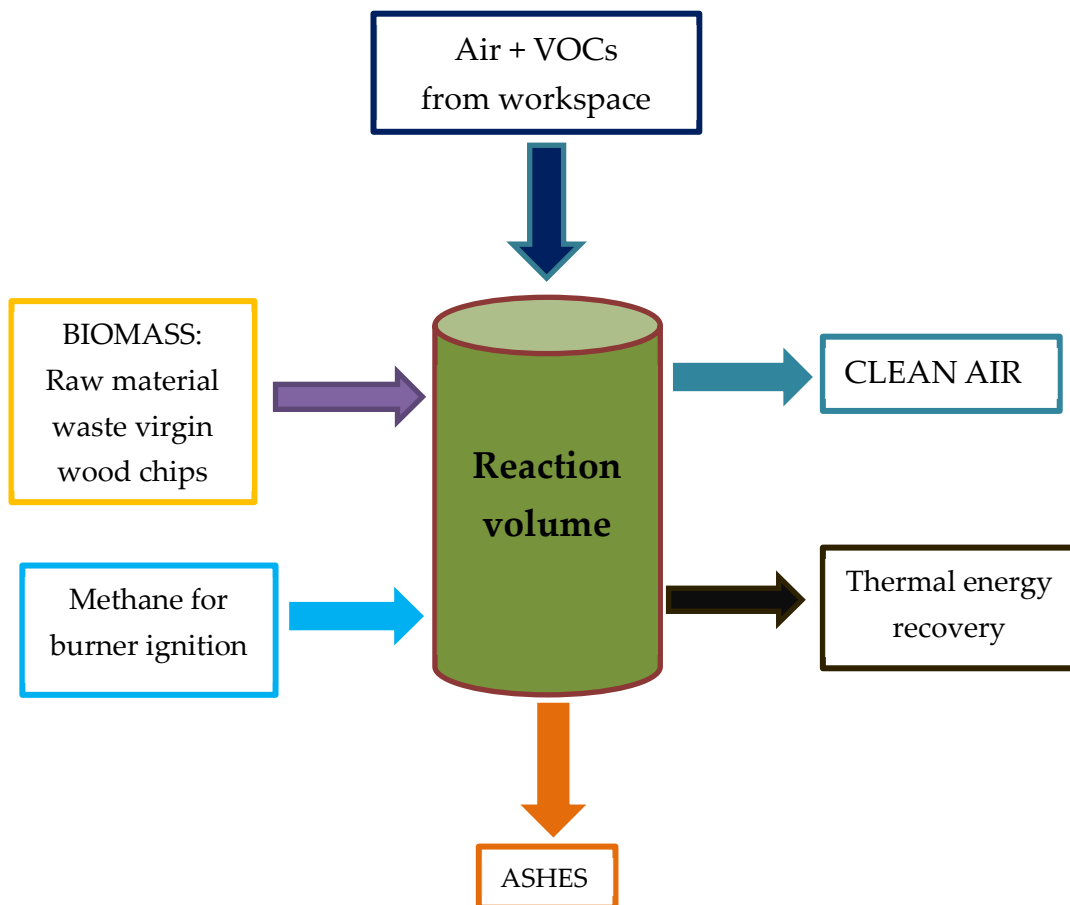 Air + VOCs
from workspace
BIOMASS:
Raw material
waste virgin
wood chips
CLEAN AIR
Reaction
volume
Methane for
burner ignition
Thermal energy
recovery
ASHES